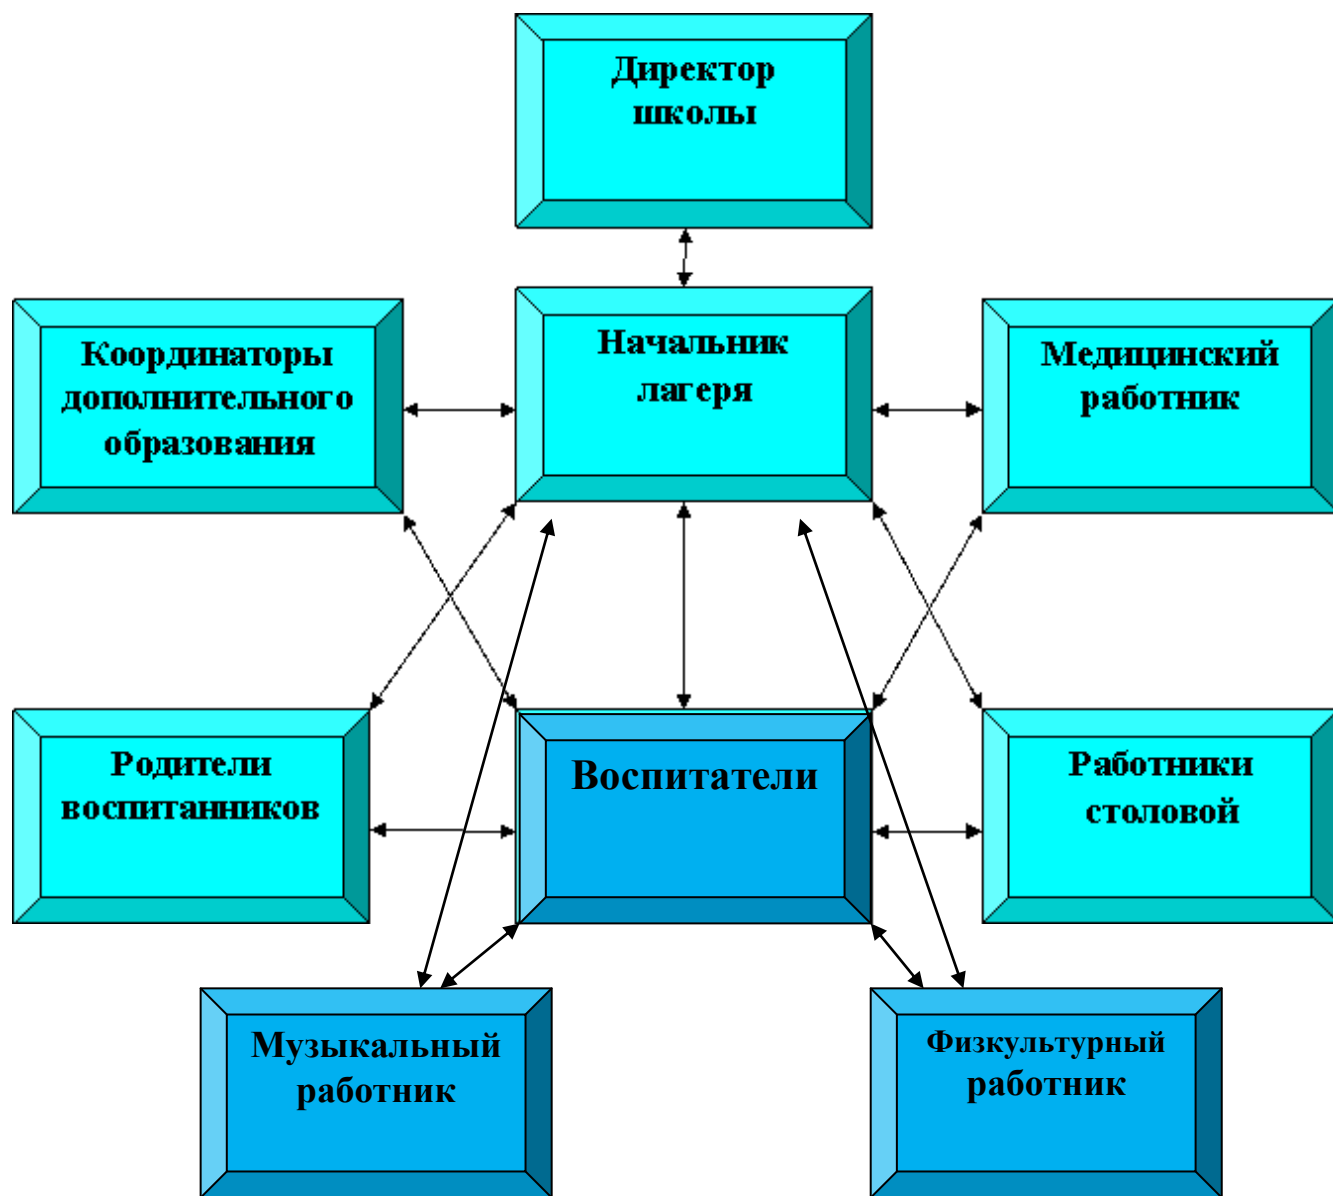 Директор
школы
Координаторы
дополнительного
образования
Начальник
лагеря
Медицинский
работник
Родители
воспитанников
Воспитатели
Работники
столовой
Музыкальный
работник
Физкультурный
работник